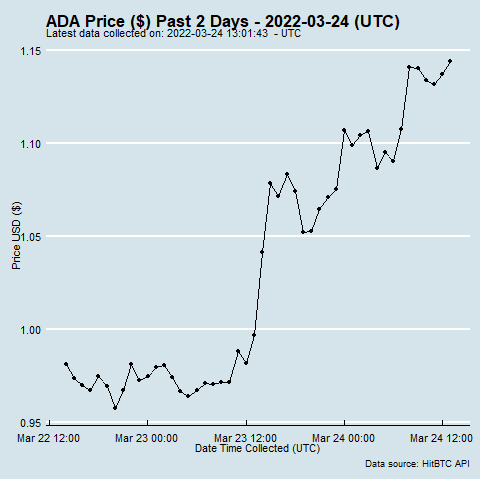 ADA Price ($) Past 2 Days - 2022-03-24 (UTC)
Latest data collected on: 2022-03-24 13:01:43 - UTC
1.15
1.10
1.05
1.00
0.95
Price USD ($)
Mar 22 12:00 Mar 23 00:00 Mar 23 12:00 Mar 24 00:00 Mar 24 12:00
Date Time Collected (UTC)
Data source: HitBTC API